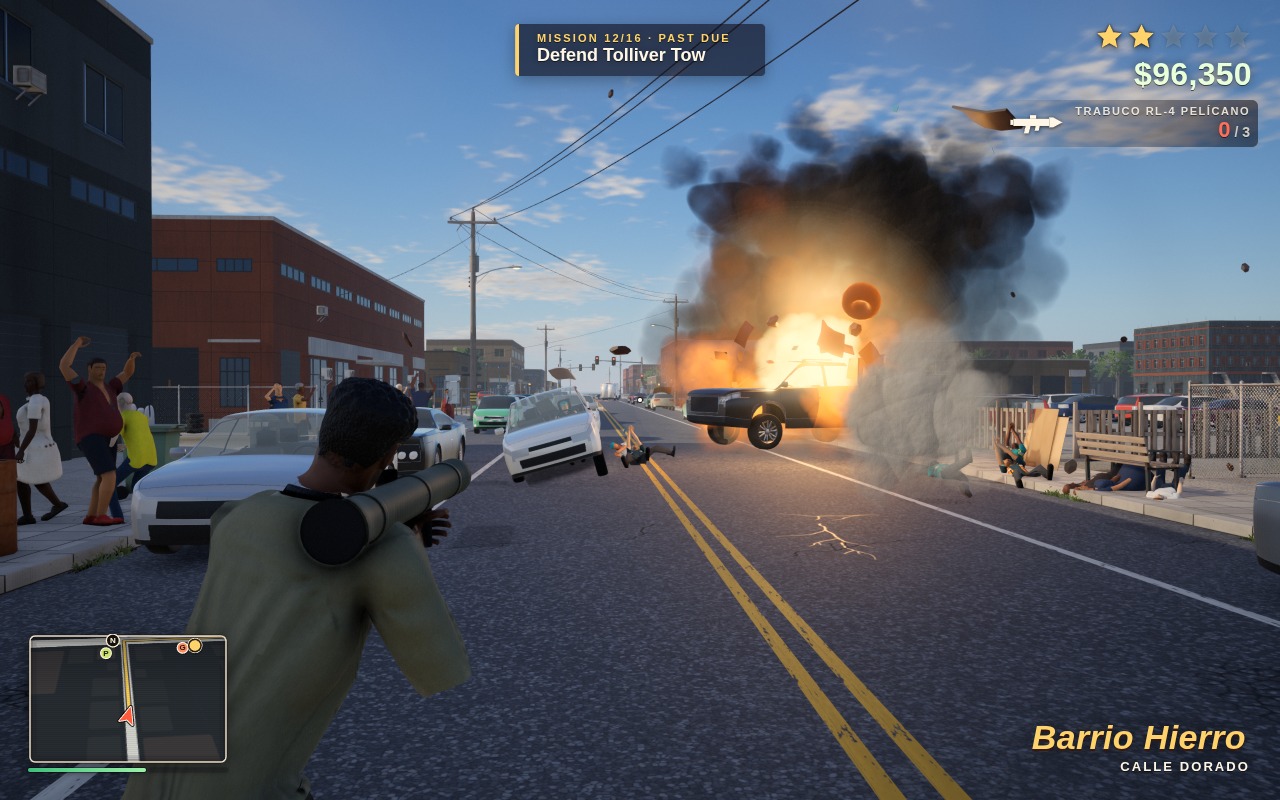 MISSION 12/16 · PAST DUE
Defend Tolliver Tow
$96,350
TRABUCO RL-4 PELÍCANO
0 / 3
N
P
G
Barrio Hierro
CALLE DORADO